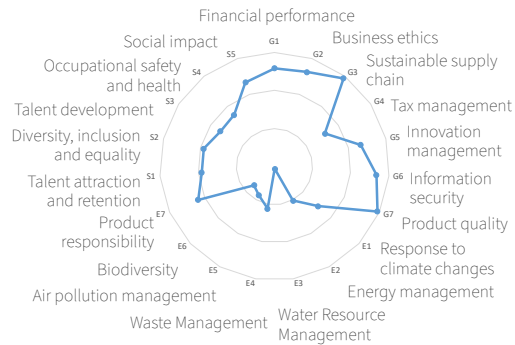 Financial performance
Business ethics
Sustainable supply
chain
Tax management
Innovation
management
Information
security
Product quality
Response to
climate changes
Energy management
Water Resource
Management
Waste Management
Air pollution management
Biodiversity
Product
responsibility
Talent attraction
and retention
Diversity, inclusion
and equality
Talent development
Occupational safety
and health
Social impact
G1
G2
G3
G4
G5
G6
G7
E1
E2
E3
E4
E5
E6
E7
S1
S2
S3
S4
S5